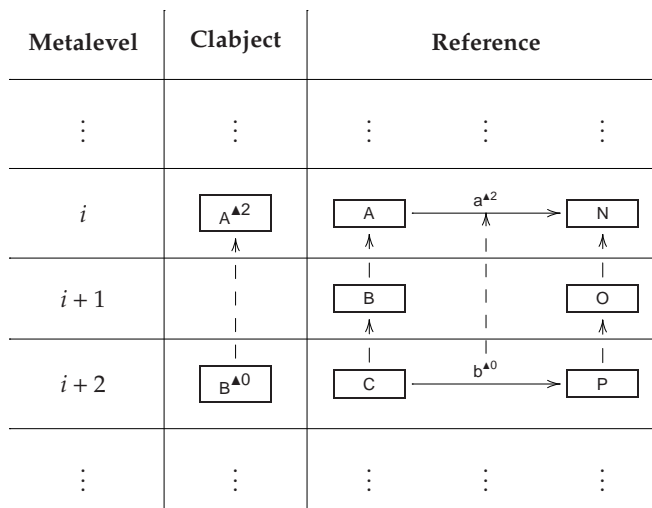 Metalevel Clabject Reference
⋮ ⋮ ⋮ ⋮ ⋮
i A▲2 A a▲2 N
i + 1 B O
i + 2 B▲0 C b▲0 P
⋮ ⋮ ⋮ ⋮ ⋮